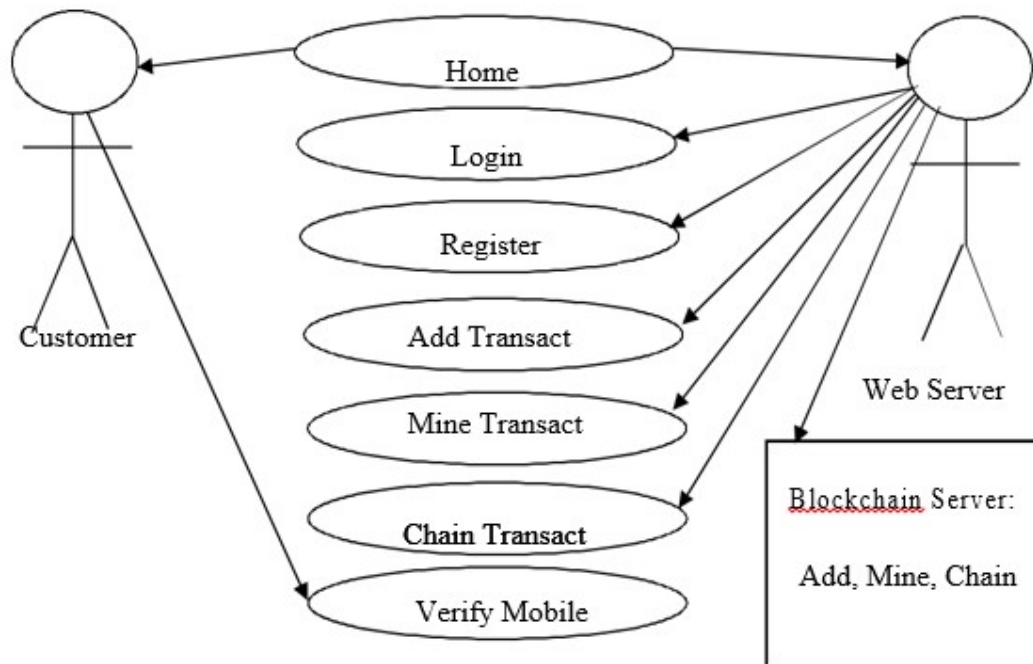 Home
Login
Register
Add Transact
Mine Transact
Chain Transact
Verify Mobile
Customer
Web Server
Blockchain Server:
Add, Mine, Chain